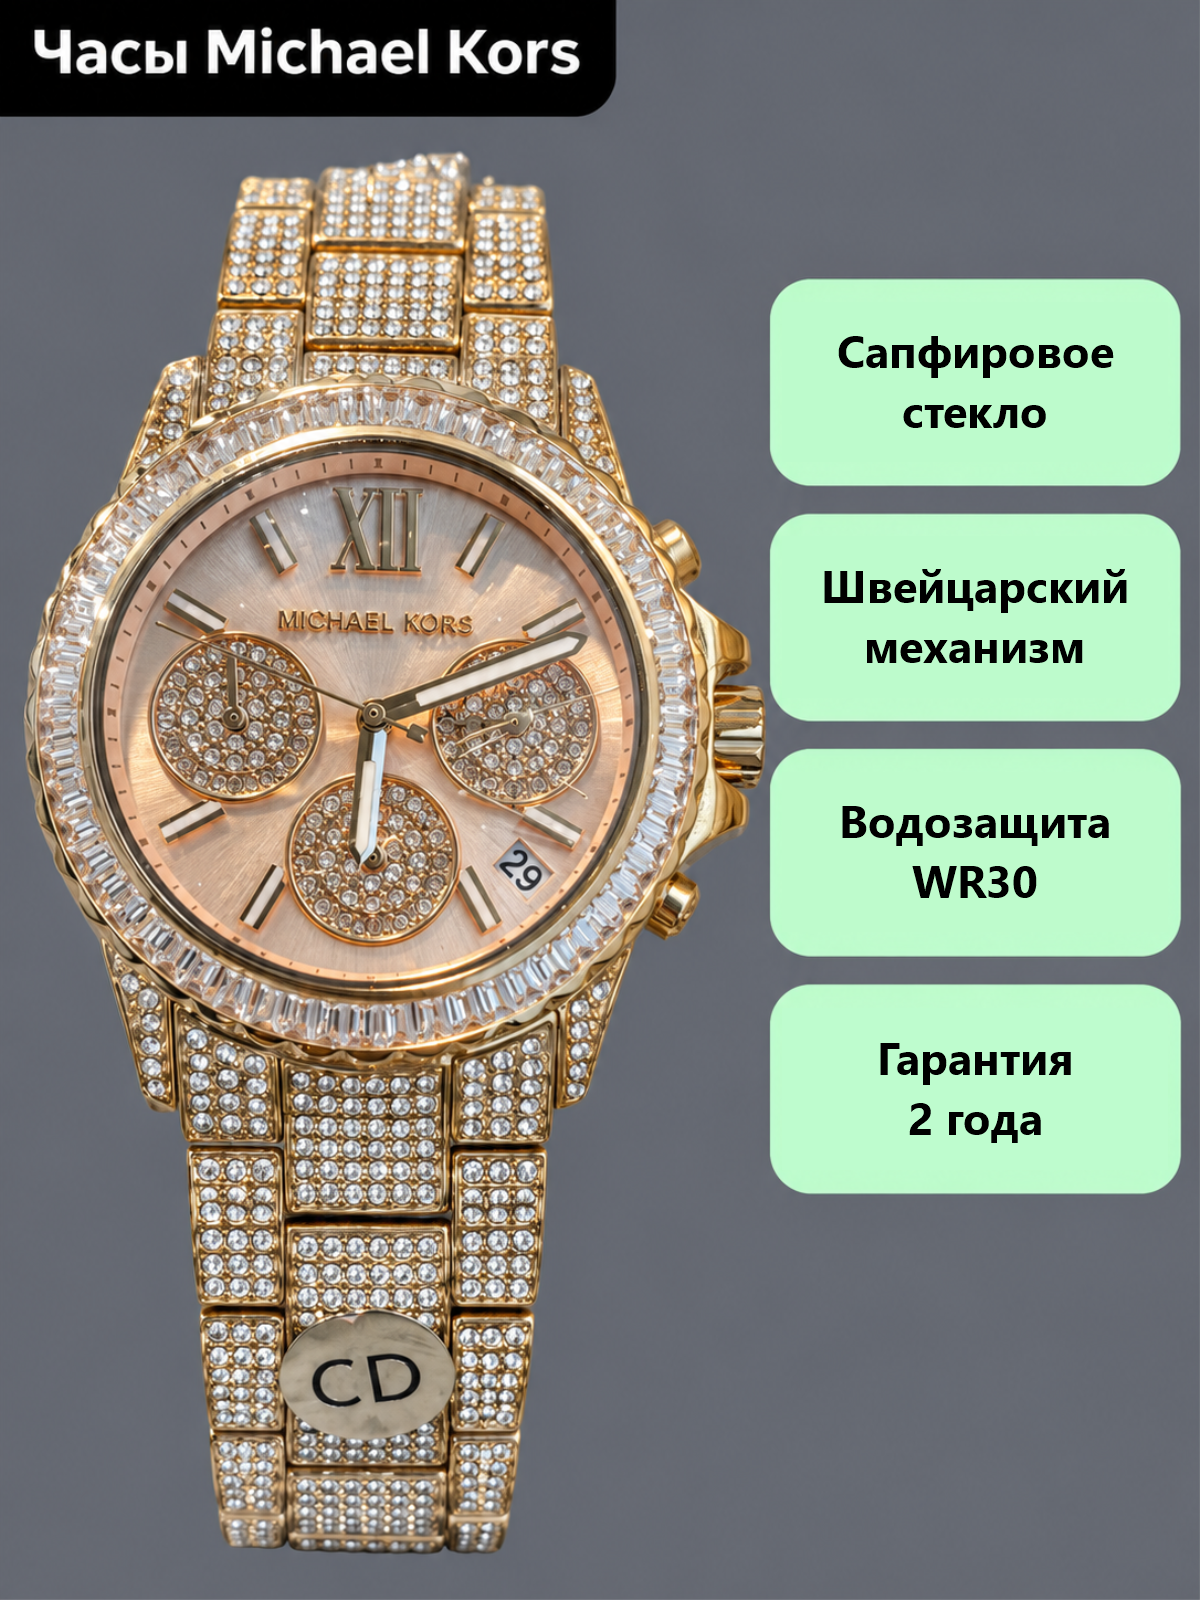 Часы Michael Kors
XII
MICHAEL KORS
29
CD
Сапфировое
стекло
Швейцарский
механизм
Водозащита
WR30
Гарантия
2 года